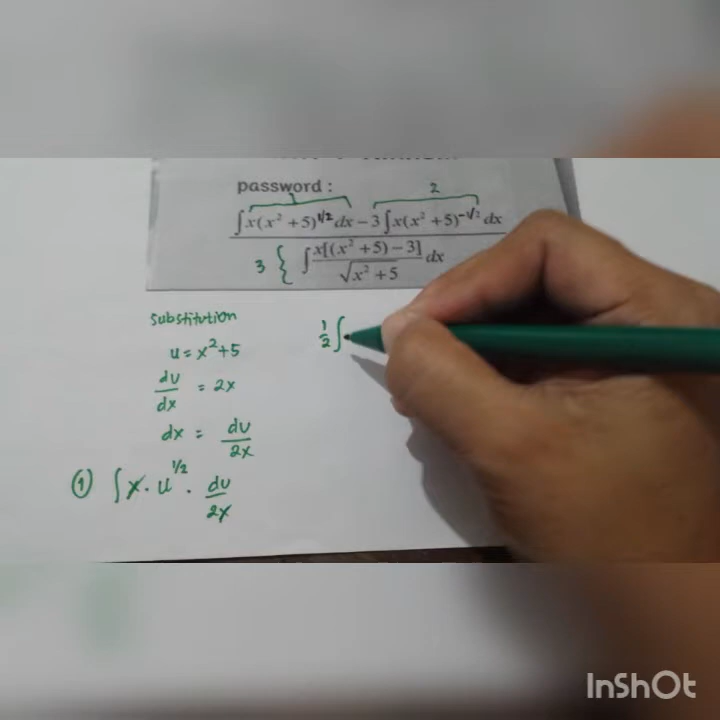 password :
1 2
∫x(x² +5)^1/2 dx − 3∫x(x² +5)^−1/2 dx
3 { ∫ x[(x² +5) − 3] / √x² +5 dx
substitution
u = x² + 5
du/dx = 2x
dx = du/2x
① ∫x · u^1/2 · du/2x
1/2 ∫
InShOt